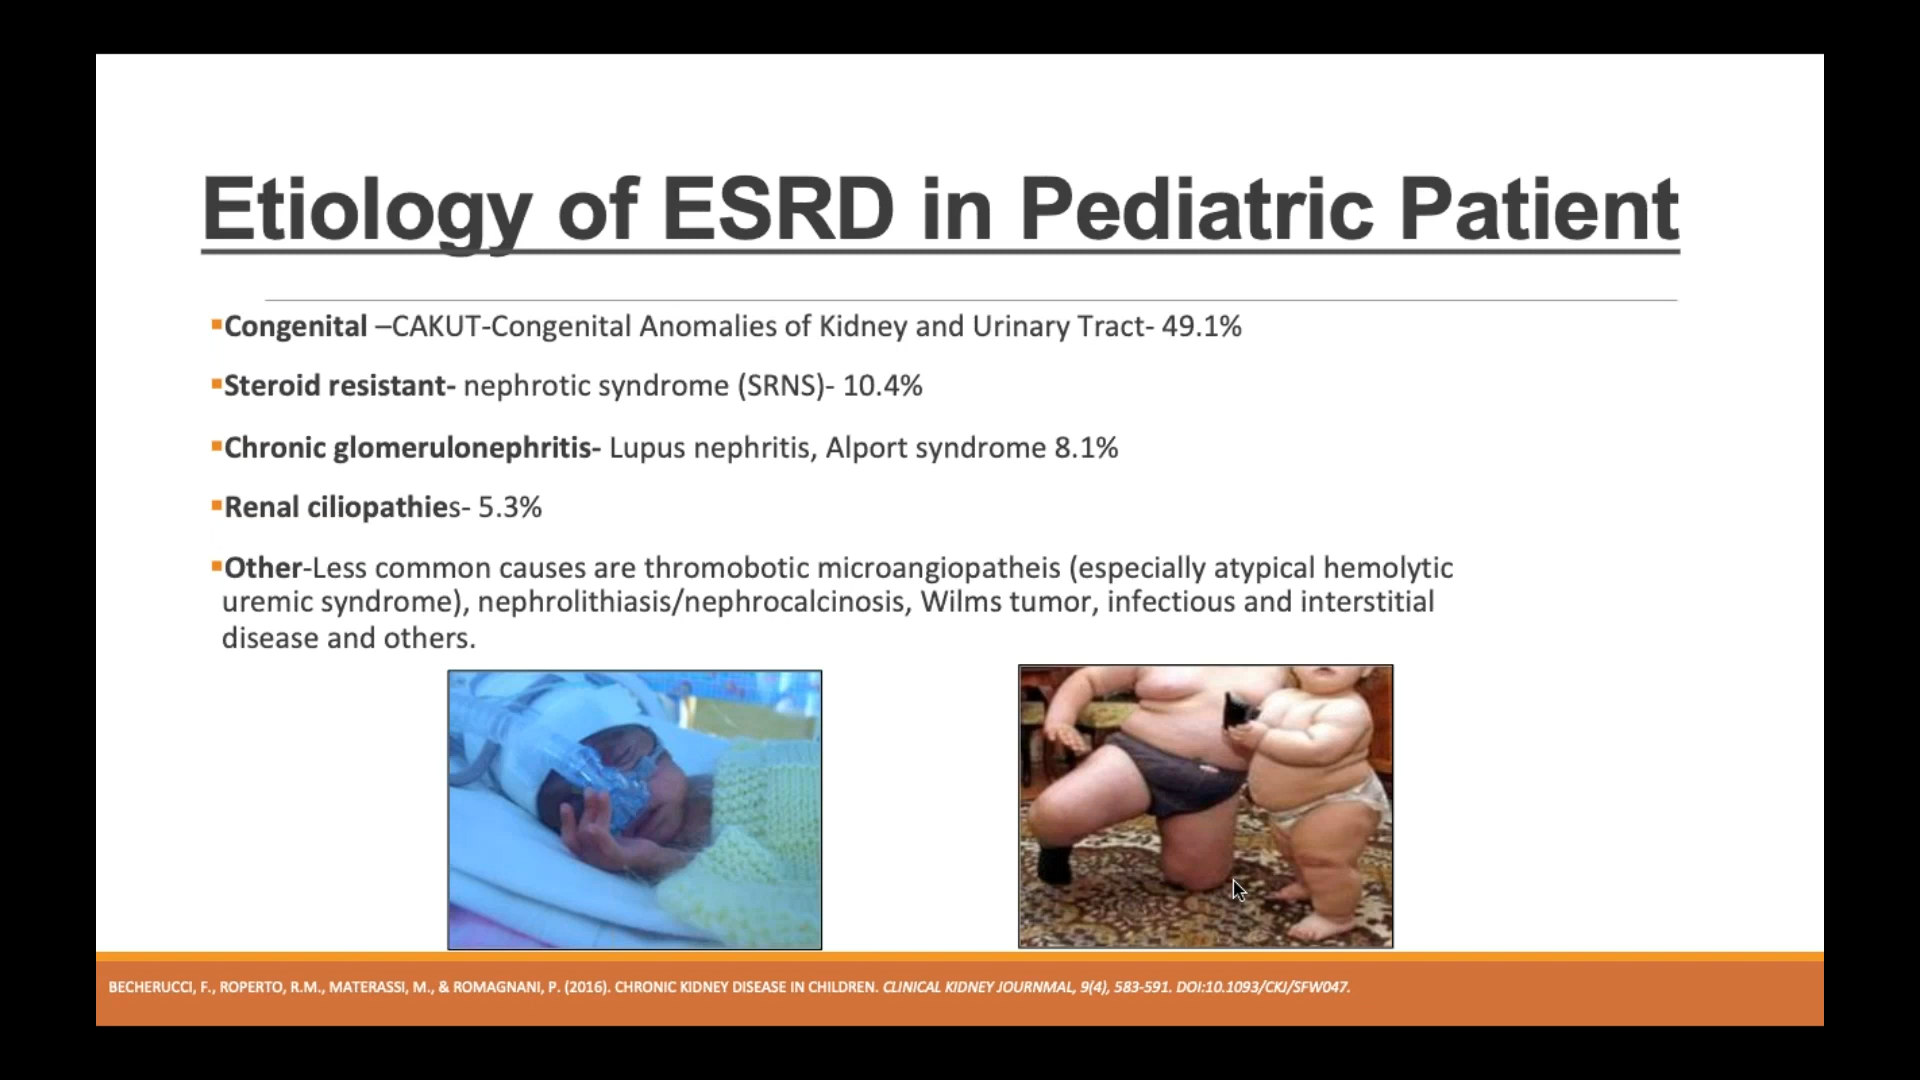 Etiology of ESRD in Pediatric Patient
▪Congenital –CAKUT-Congenital Anomalies of Kidney and Urinary Tract- 49.1%
▪Steroid resistant- nephrotic syndrome (SRNS)- 10.4%
▪Chronic glomerulonephritis- Lupus nephritis, Alport syndrome 8.1%
▪Renal ciliopathies- 5.3%
▪Other-Less common causes are thromobotic microangiopatheis (especially atypical hemolytic
uremic syndrome), nephrolithiasis/nephrocalcinosis, Wilms tumor, infectious and interstitial
disease and others.
BECHERUCCI, F., ROPERTO, R.M., MATERASSI, M., & ROMAGNANI, P. (2016). CHRONIC KIDNEY DISEASE IN CHILDREN. CLINICAL KIDNEY JOURNMAL, 9(4), 583-591. DOI:10.1093/CKJ/SFW047.